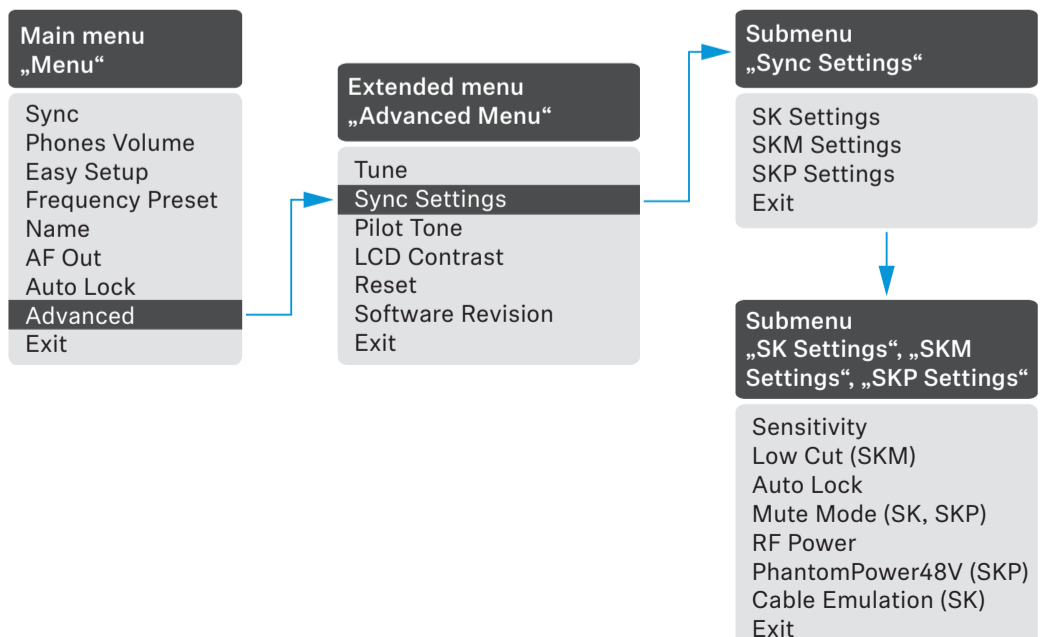 Main menu
„Menu“
Sync
Phones Volume
Easy Setup
Frequency Preset
Name
AF Out
Auto Lock
Advanced
Exit
Extended menu
„Advanced Menu“
Tune
Sync Settings
Pilot Tone
LCD Contrast
Reset
Software Revision
Exit
Submenu
„Sync Settings“
SK Settings
SKM Settings
SKP Settings
Exit
Submenu
„SK Settings“, „SKM
Settings“, „SKP Settings“
Sensitivity
Low Cut (SKM)
Auto Lock
Mute Mode (SK, SKP)
RF Power
PhantomPower48V (SKP)
Cable Emulation (SK)
Exit